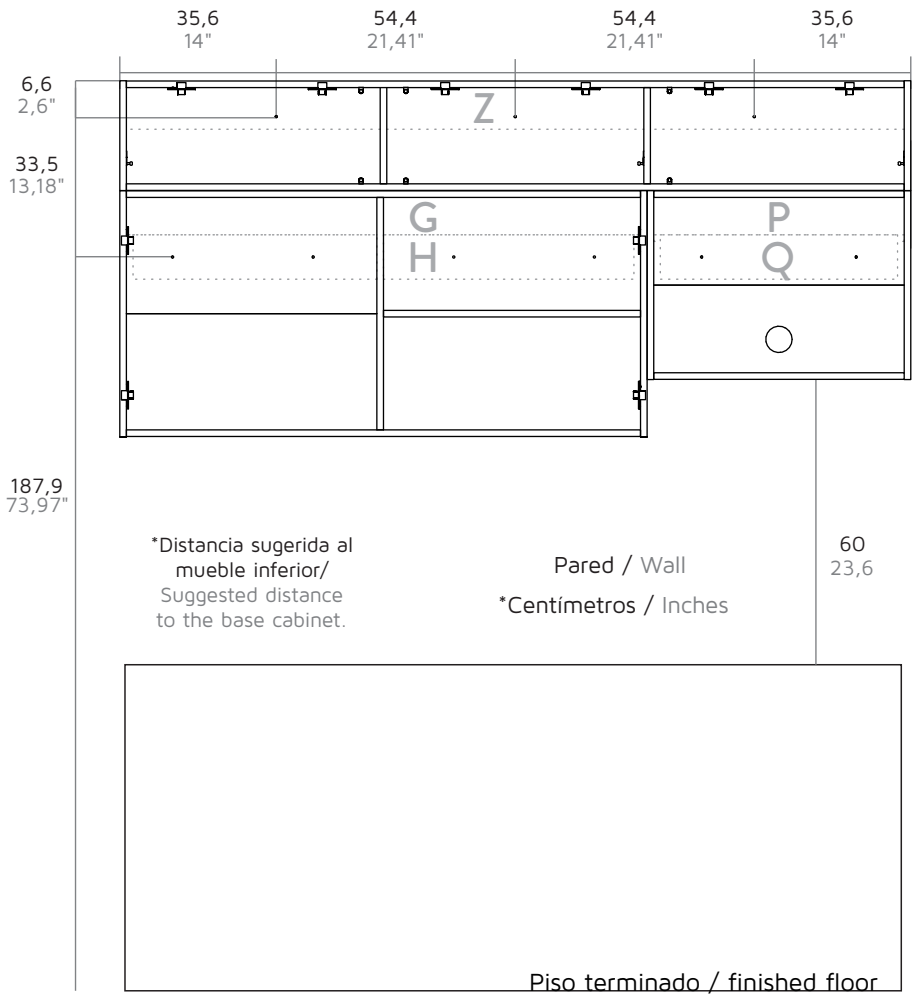 35,6
14"
54,4
21,41"
54,4
21,41"
35,6
14"
6,6
2,6"
33,5
13,18"
Z
G
H
P
Q
187,9
73,97"
*Distancia sugerida al
mueble inferior/
Suggested distance
to the base cabinet.
Pared / Wall
*Centímetros / Inches
60
23,6
Piso terminado / finished floor